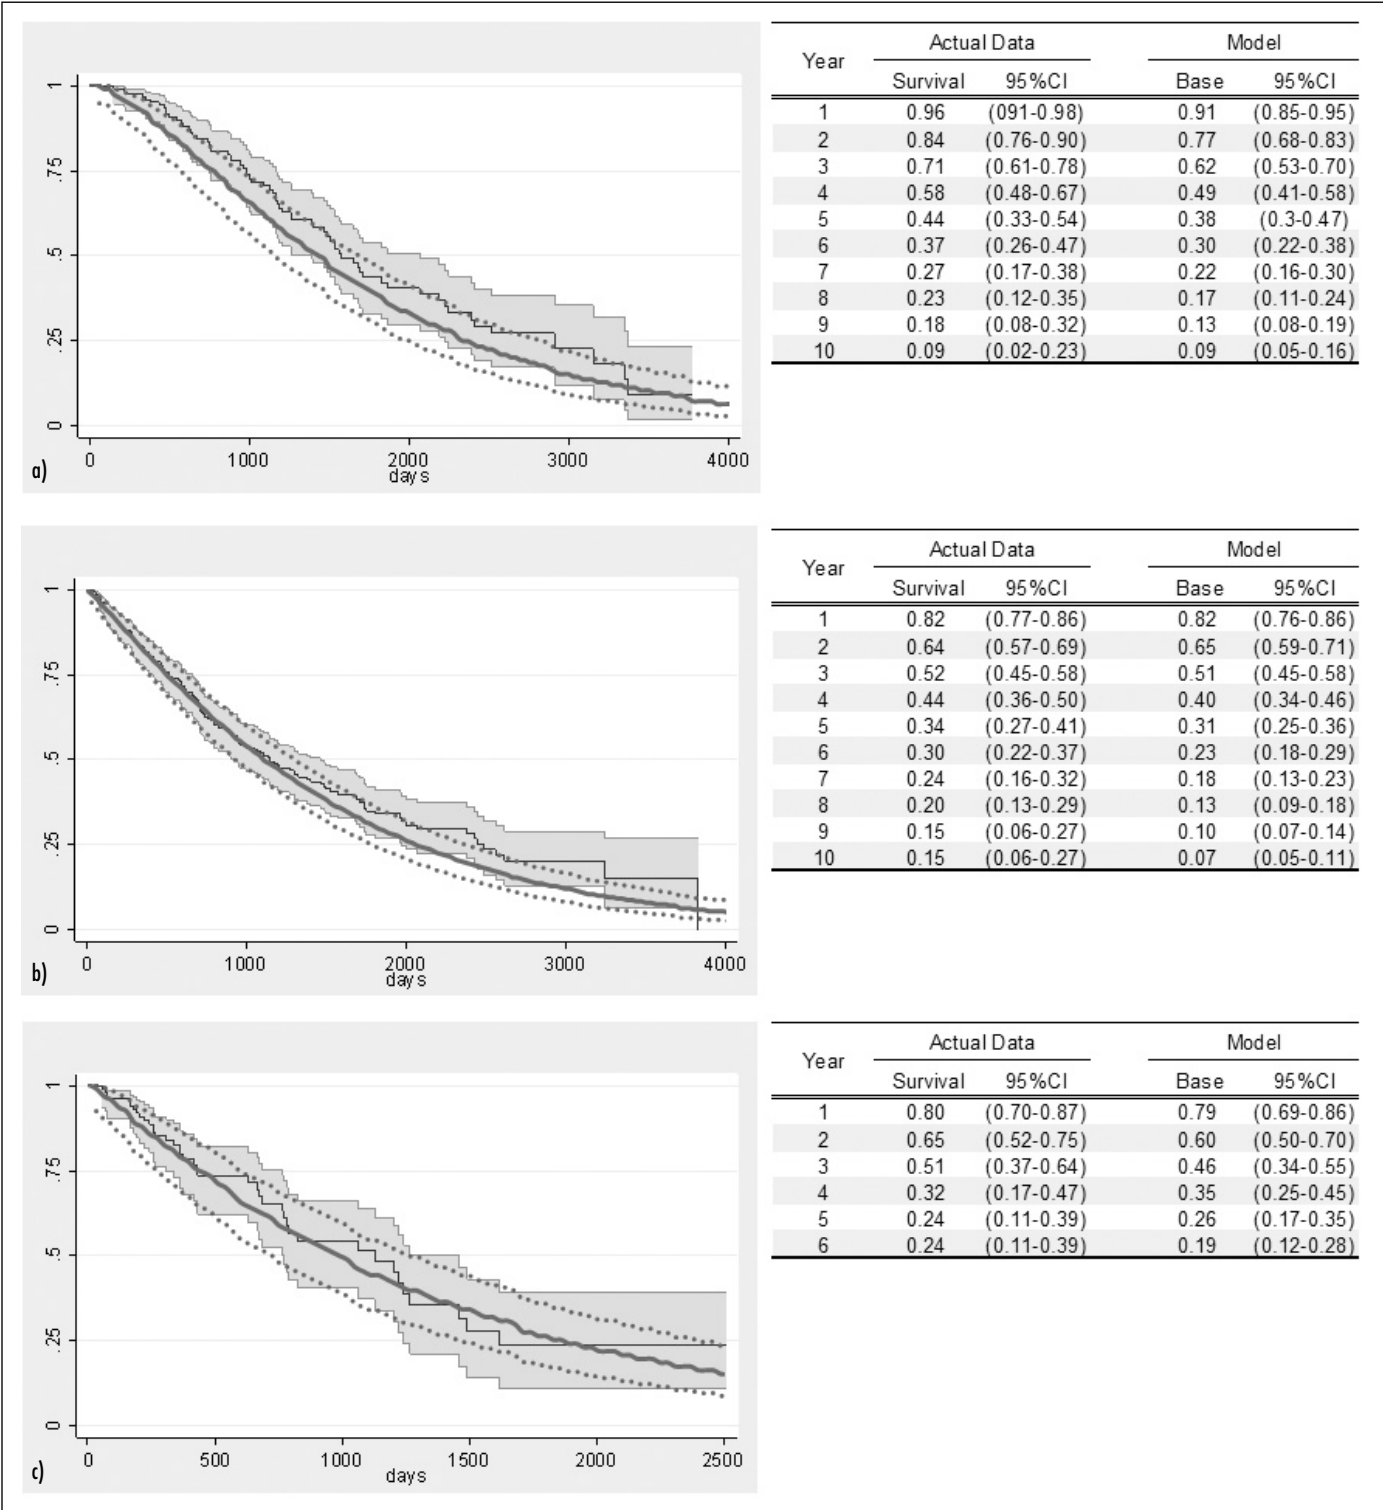 Actual Data Model
Year
Survival 95%CI Base 95%CI
1 0.96 (091-0.98) 0.91 (0.85-0.95)
2 0.84 (0.76-0.90) 0.77 (0.68-0.83)
3 0.71 (0.61-0.78) 0.62 (0.53-0.70)
4 0.58 (0.48-0.67) 0.49 (0.41-0.58)
5 0.44 (0.33-0.54) 0.38 (0.3-0.47)
6 0.37 (0.26-0.47) 0.30 (0.22-0.38)
7 0.27 (0.17-0.38) 0.22 (0.16-0.30)
8 0.23 (0.12-0.35) 0.17 (0.11-0.24)
9 0.18 (0.08-0.32) 0.13 (0.08-0.19)
10 0.09 (0.02-0.23) 0.09 (0.05-0.16)
1
.75
.5
.25
0
0 1000 2000 3000 4000
days
a)
Actual Data Model
Year
Survival 95%CI Base 95%CI
1 0.82 (0.77-0.86) 0.82 (0.76-0.86)
2 0.64 (0.57-0.69) 0.65 (0.59-0.71)
3 0.52 (0.45-0.58) 0.51 (0.45-0.58)
4 0.44 (0.36-0.50) 0.40 (0.34-0.46)
5 0.34 (0.27-0.41) 0.31 (0.25-0.36)
6 0.30 (0.22-0.37) 0.23 (0.18-0.29)
7 0.24 (0.16-0.32) 0.18 (0.13-0.23)
8 0.20 (0.13-0.29) 0.13 (0.09-0.18)
9 0.15 (0.06-0.27) 0.10 (0.07-0.14)
10 0.15 (0.06-0.27) 0.07 (0.05-0.11)
1
.75
.5
.25
0
0 1000 2000 3000 4000
days
b)
Actual Data Model
Year
Survival 95%CI Base 95%CI
1 0.80 (0.70-0.87) 0.79 (0.69-0.86)
2 0.65 (0.52-0.75) 0.60 (0.50-0.70)
3 0.51 (0.37-0.64) 0.46 (0.34-0.55)
4 0.32 (0.17-0.47) 0.35 (0.25-0.45)
5 0.24 (0.11-0.39) 0.26 (0.17-0.35)
6 0.24 (0.11-0.39) 0.19 (0.12-0.28)
1
.75
.5
.25
0
0 500 1000 1500 2000 2500
days
c)